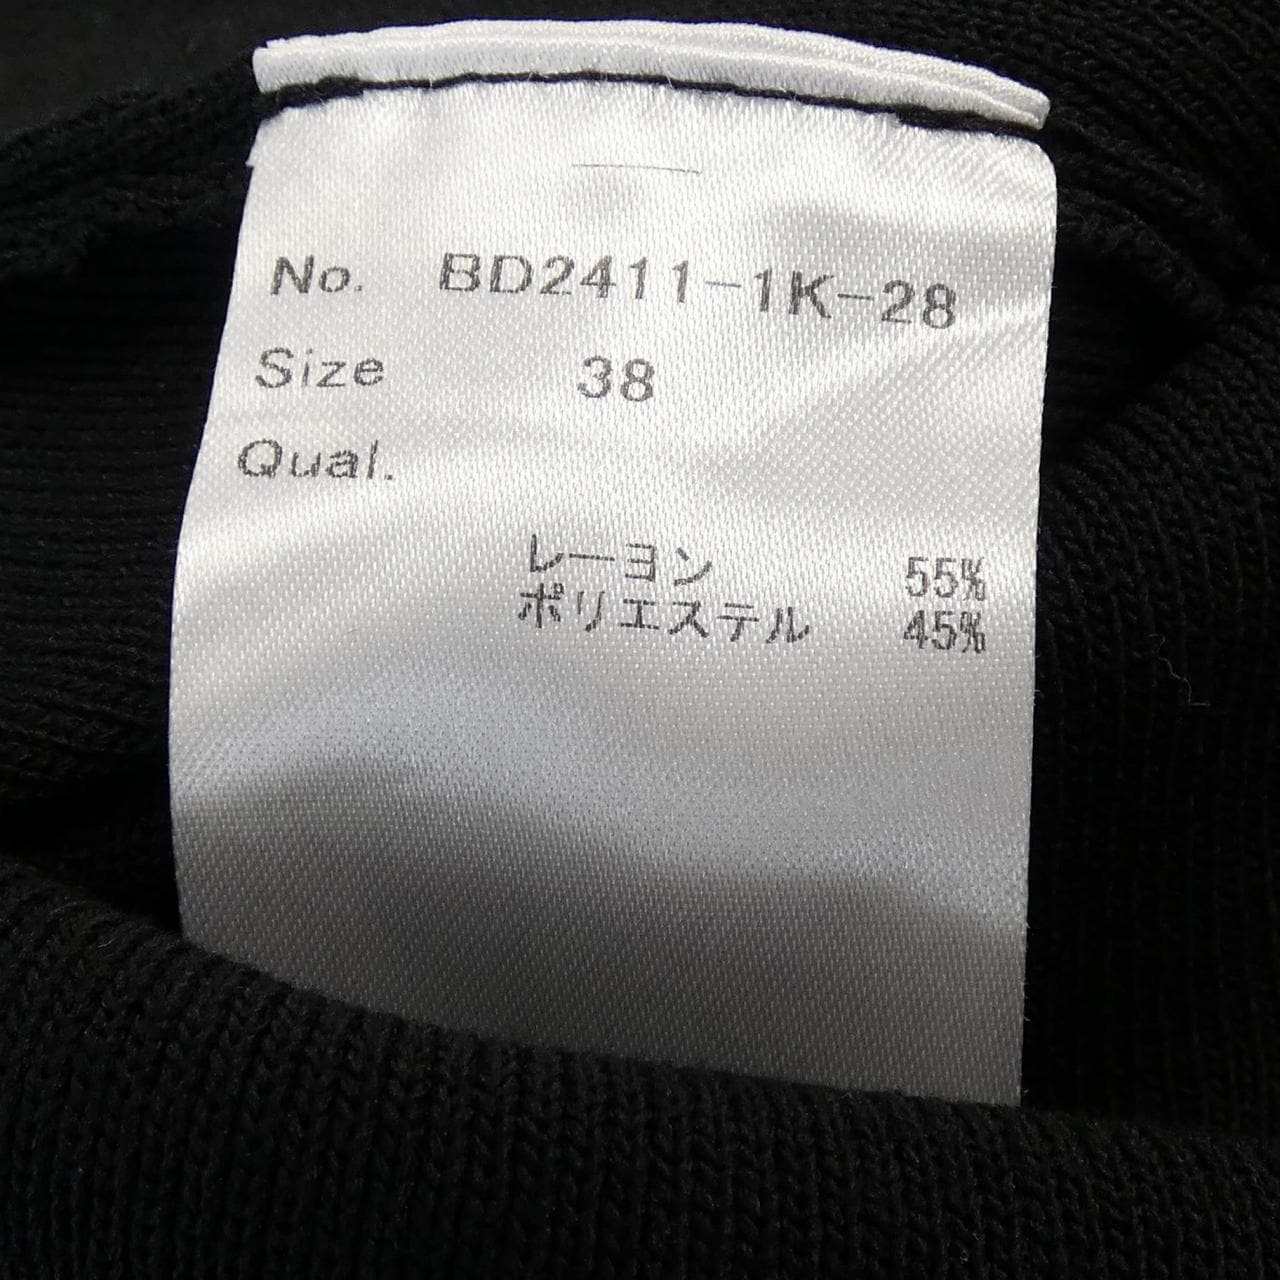 No. BD2411-1K-28
Size 38
Qual.
レーヨン 55%
ポリエステル 45%